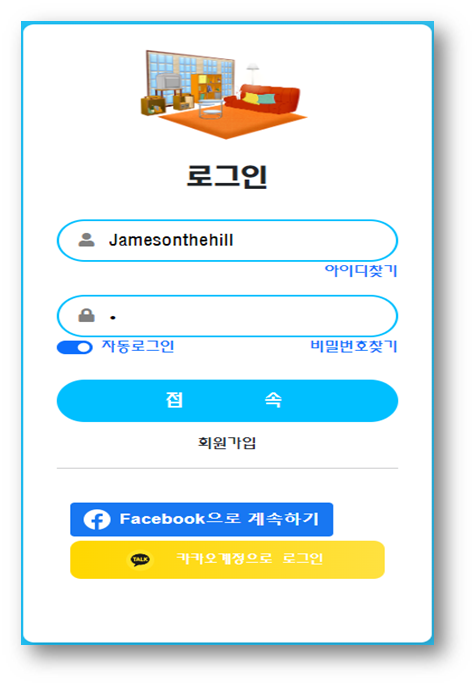 로그인
Jamesonthehill
아이디찾기
•
자동로그인 비밀번호찾기
접 속
회원가입
Facebook으로 계속하기
TALK 카카오계정으로 로그인